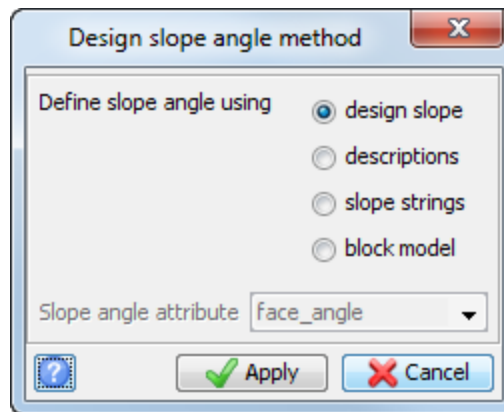 Design slope angle method
Define slope angle using
design slope
descriptions
slope strings
block model
Slope angle attribute face_angle
? Apply Cancel